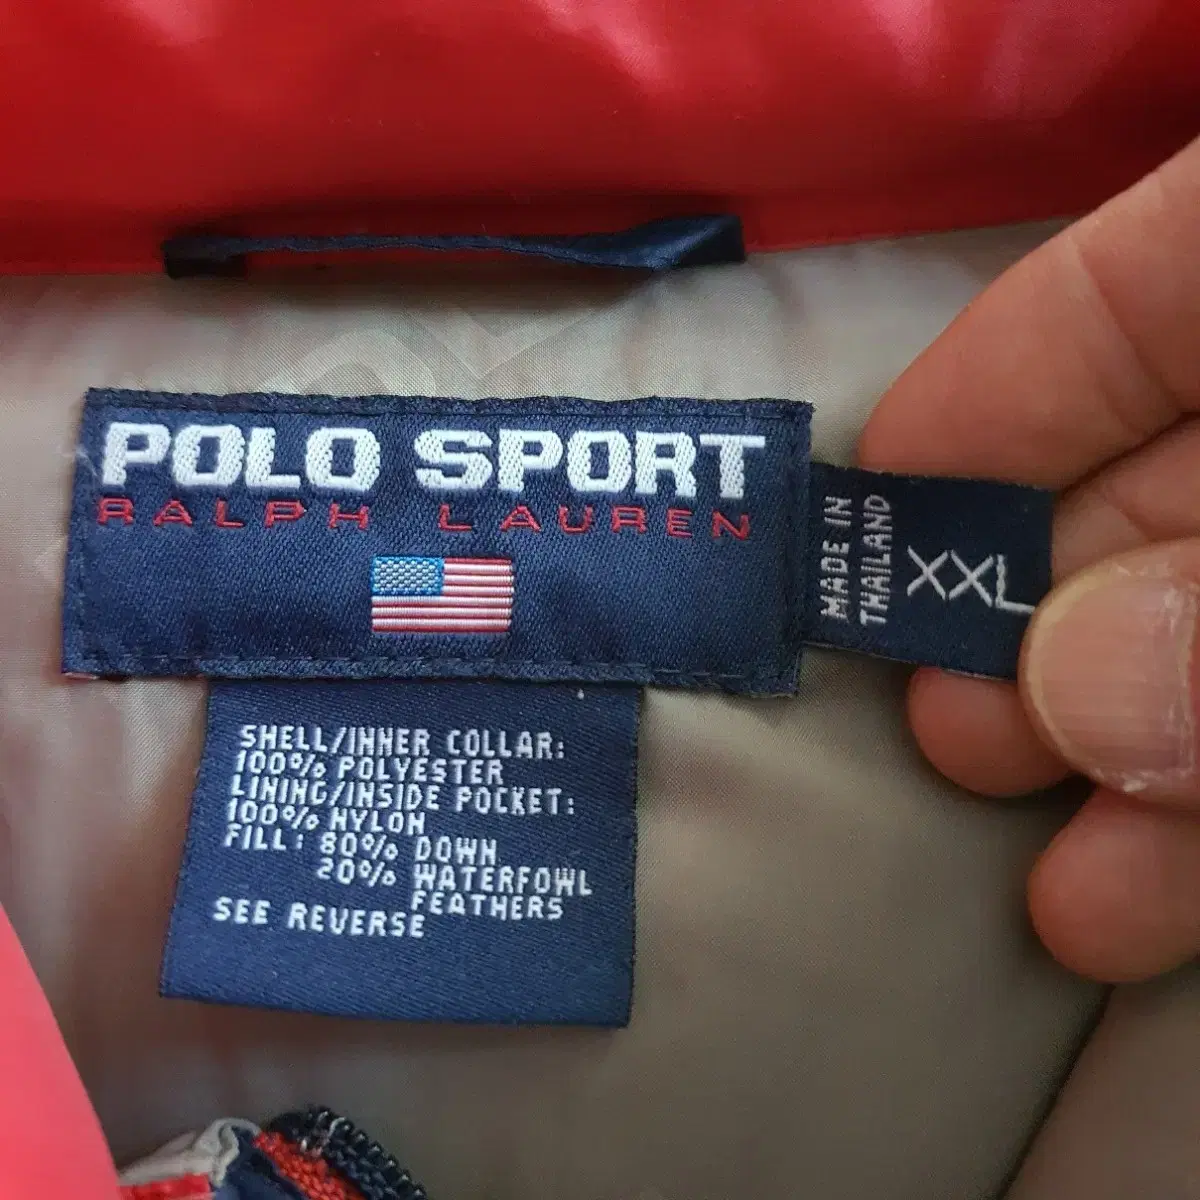 POLO SPORT
RALPH LAUREN
MADE IN
THAILAND
XXL
SHELL/INNER COLLAR:
100% POLYESTER
LINING/INSIDE POCKET:
100% NYLON
FILL: 80% DOWN
20% WATERFOWL
FEATHERS
SEE REVERSE